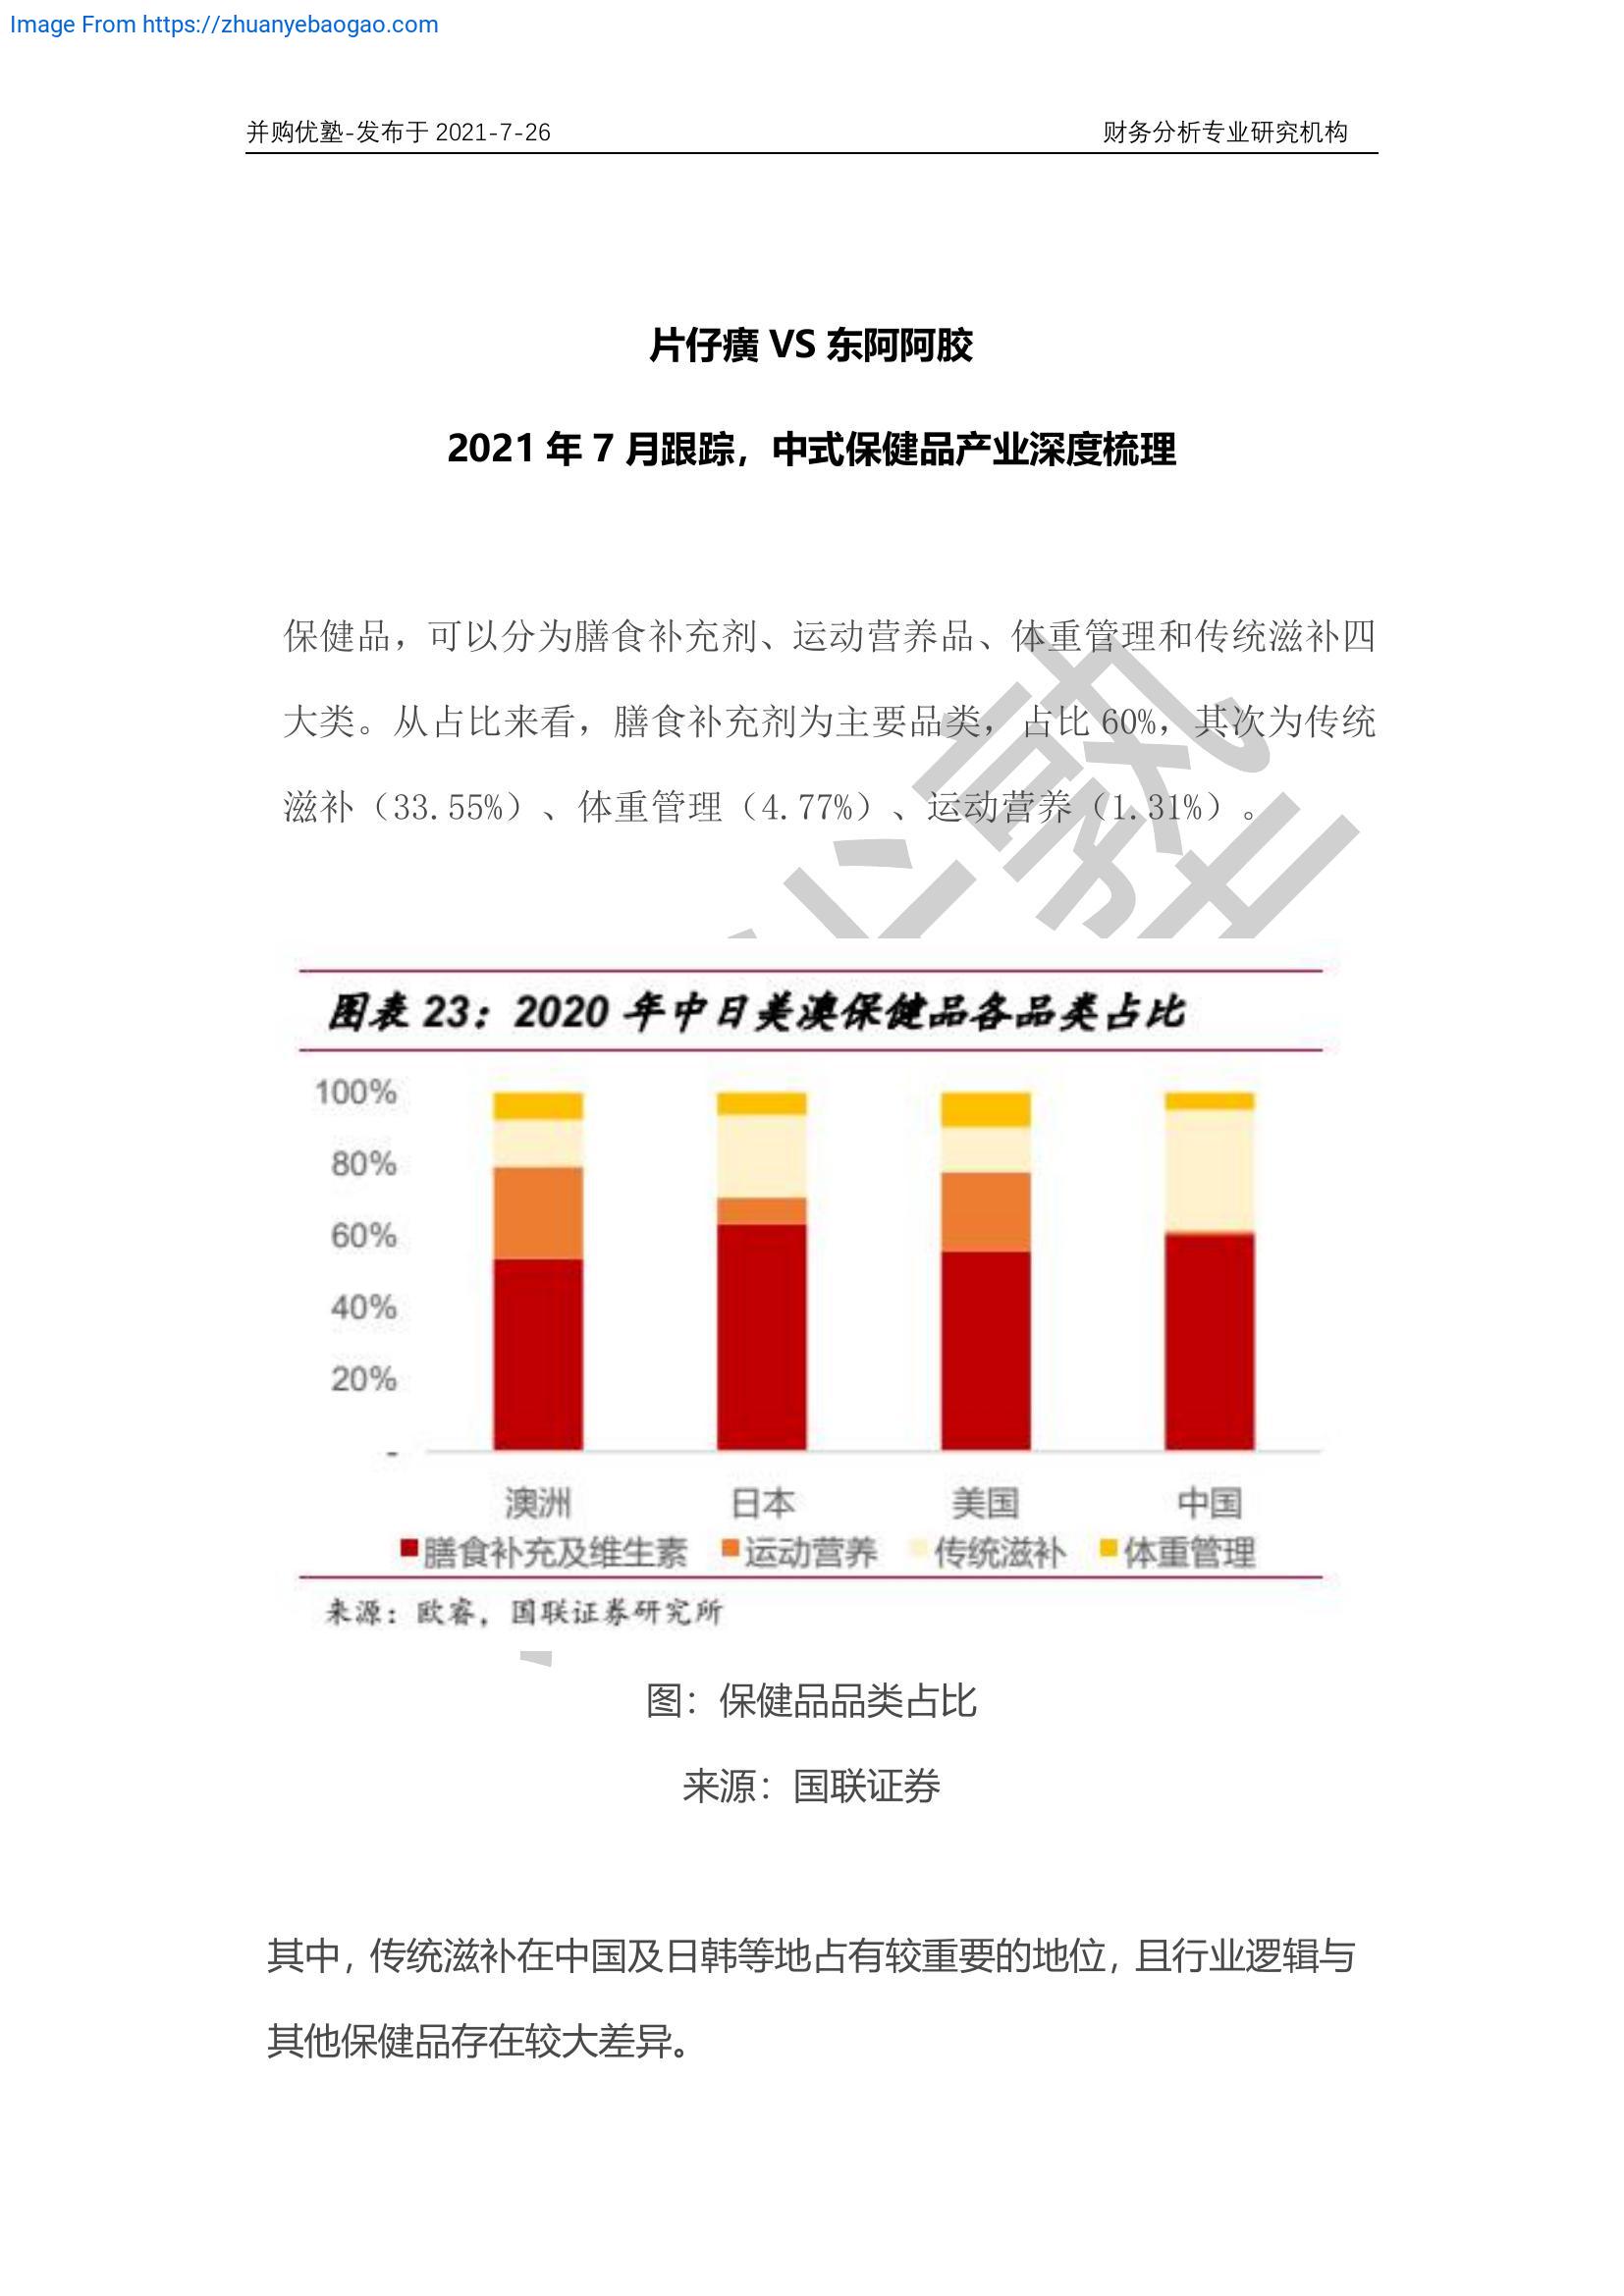 Image From https://zhuanyebaogao.com
并购优塾-发布于 2021-7-26 财务分析专业研究机构
片仔癀 VS 东阿阿胶
2021 年 7 月跟踪，中式保健品产业深度梳理
保健品，可以分为膳食补充剂、运动营养品、体重管理和传统滋补四
大类。从占比来看，膳食补充剂为主要品类，占比 60%，其次为传统
滋补（33.55%）、体重管理（4.77%）、运动营养（1.31%）。
图表 23：2020 年中日美澳保健品各品类占比
100%
80%
60%
40%
20%
-
澳洲 日本 美国 中国
膳食补充及维生素 运动营养 传统滋补 体重管理
来源：欧睿，国联证券研究所
图：保健品品类占比
来源：国联证券
其中，传统滋补在中国及日韩等地占有较重要的地位，且行业逻辑与
其他保健品存在较大差异。